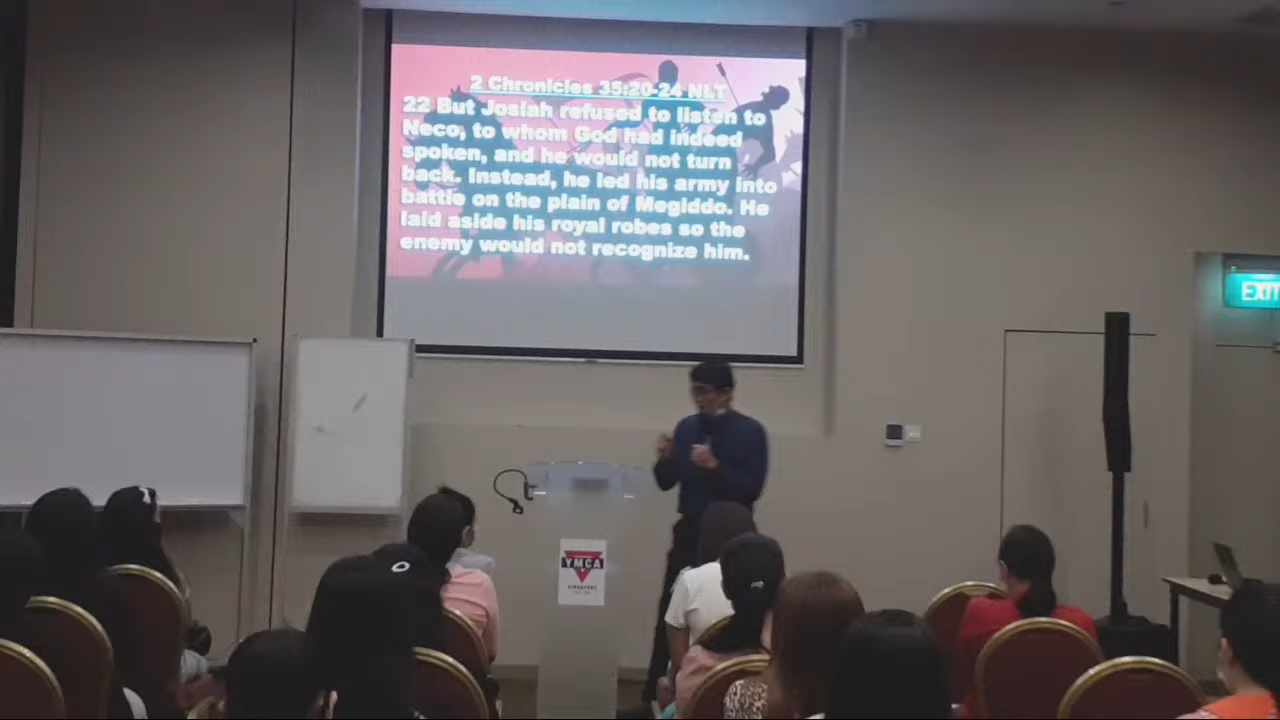 2 Chronicles 35:20-24 NLT
22 But Josiah refused to listen to
Neco, to whom God had indeed
spoken, and he would not turn
back. Instead, he led his army into
battle on the plain of Megiddo. He
laid aside his royal robes so the
enemy would not recognize him.
EXIT
YMCA
SINGAPORE